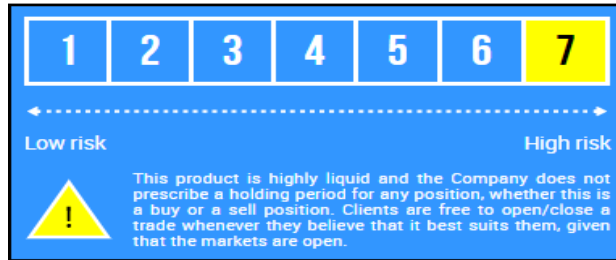 1 2 3 4 5 6 7
Low risk High risk
This product is highly liquid and the Company does not
prescribe a holding period for any position, whether this is
a buy or a sell position. Clients are free to open/close a
trade whenever they believe that it best suits them, given
that the markets are open.
!